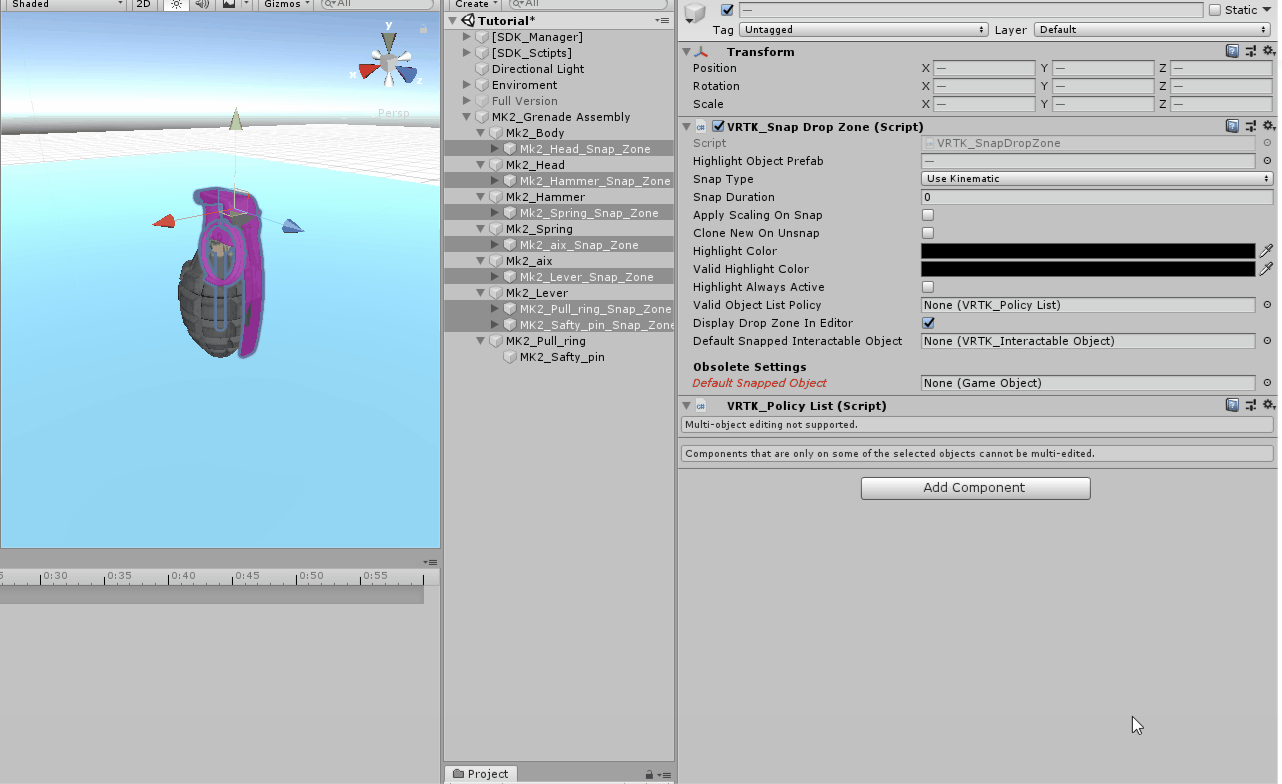 Shaded 2D Gizmos All
y
x z
Persp
0:30 0:35 0:40 0:45 0:50 0:55
Create All
Tutorial*
[SDK_Manager]
[SDK_Sctipts]
Directional Light
Enviroment
Full Version
MK2_Grenade Assembly
Mk2_Body
Mk2_Head_Snap_Zone
Mk2_Head
Mk2_Hammer_Snap_Zone
Mk2_Hammer
Mk2_Spring_Snap_Zone
Mk2_Spring
Mk2_aix_Snap_Zone
Mk2_aix
Mk2_Lever_Snap_Zone
Mk2_Lever
MK2_Pull_ring_Snap_Zone
MK2_Safty_pin_Snap_Zone
MK2_Pull_ring
MK2_Safty_pin
Project
— Static
Tag Untagged Layer Default
Transform
Position X — Y — Z —
Rotation X — Y — Z —
Scale X — Y — Z —
VRTK_Snap Drop Zone (Script)
Script VRTK_SnapDropZone
Highlight Object Prefab —
Snap Type Use Kinematic
Snap Duration 0
Apply Scaling On Snap
Clone New On Unsnap
Highlight Color
Valid Highlight Color
Highlight Always Active
Valid Object List Policy None (VRTK_Policy List)
Display Drop Zone In Editor
Default Snapped Interactable Object None (VRTK_Interactable Object)
Obsolete Settings
Default Snapped Object None (Game Object)
VRTK_Policy List (Script)
Multi-object editing not supported.
Components that are only on some of the selected objects cannot be multi-edited.
Add Component